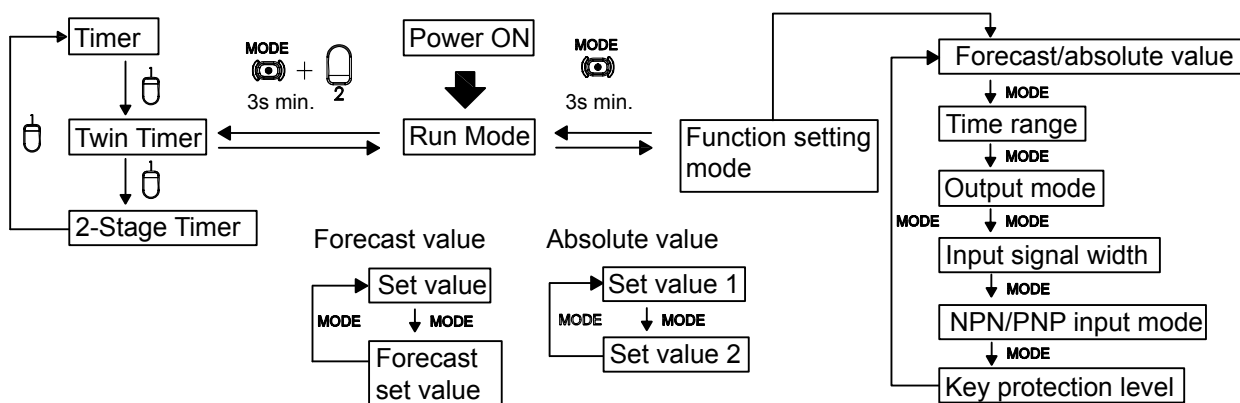 Timer
1
Twin Timer
1
2-Stage Timer
1
MODE
+
2
3s min.
Power ON
Run Mode
MODE
3s min.
Function setting
mode
Forecast value
Set value
MODE
MODE
Forecast
set value
Absolute value
Set value 1
MODE
MODE
Set value 2
Forecast/absolute value
MODE
Time range
MODE
Output mode
MODE
MODE
Input signal width
MODE
NPN/PNP input mode
MODE
Key protection level